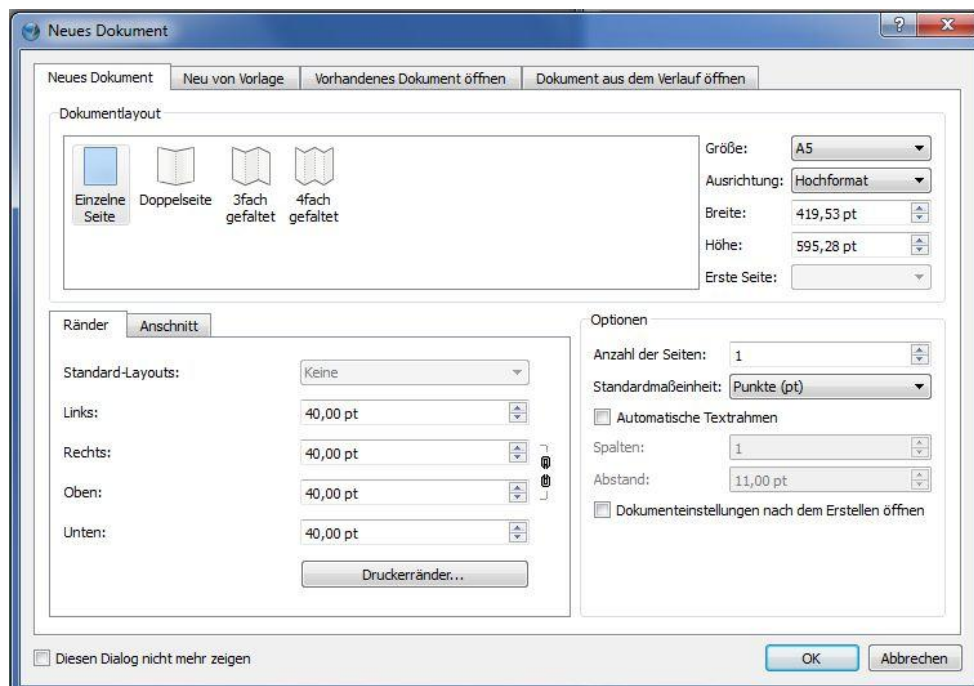 Neues Dokument
Neues Dokument Neu von Vorlage Vorhandenes Dokument öffnen Dokument aus dem Verlauf öffnen
Dokumentlayout
Einzelne Seite
Doppelseite
3fach gefaltet
4fach gefaltet
Größe: A5
Ausrichtung: Hochformat
Breite: 419,53 pt
Höhe: 595,28 pt
Erste Seite:
Ränder Anschnitt
Standard-Layouts: Keine
Links: 40,00 pt
Rechts: 40,00 pt
Oben: 40,00 pt
Unten: 40,00 pt
Druckerränder...
Optionen
Anzahl der Seiten: 1
Standardmaßeinheit: Punkte (pt)
Automatische Textrahmen
Spalten: 1
Abstand: 11,00 pt
Dokumenteinstellungen nach dem Erstellen öffnen
Diesen Dialog nicht mehr zeigen
OK Abbrechen